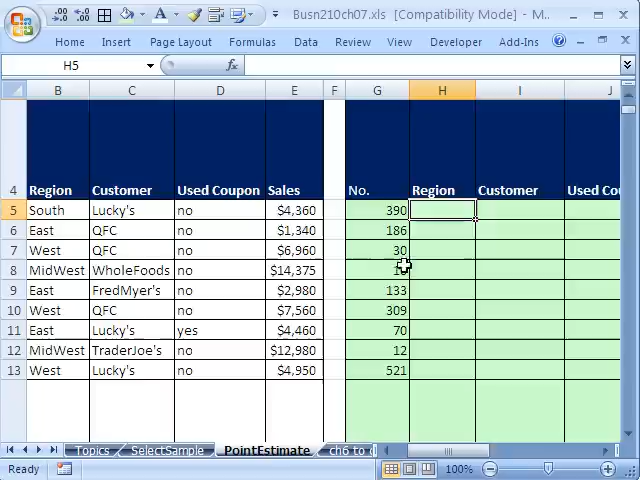 Busn210ch07.xls [Compatibility Mode] - M...
Home Insert Page Layout Formulas Data Review View Developer Add-Ins
H5 fx
B C D E F G H I J
4 Region Customer Used Coupon Sales No. Region Customer Used Cou
5 South Lucky's no $4,360 390
6 East QFC no $1,340 186
7 West QFC no $6,960 30
8 MidWest WholeFoods no $14,375
9 East FredMyer's no $2,980 133
10 West QFC no $7,560 309
11 East Lucky's yes $4,460 70
12 MidWest TraderJoe's no $12,980 12
13 West Lucky's no $4,950 521
Topics SelectSample PointEstimate ch6 to
Ready 100%